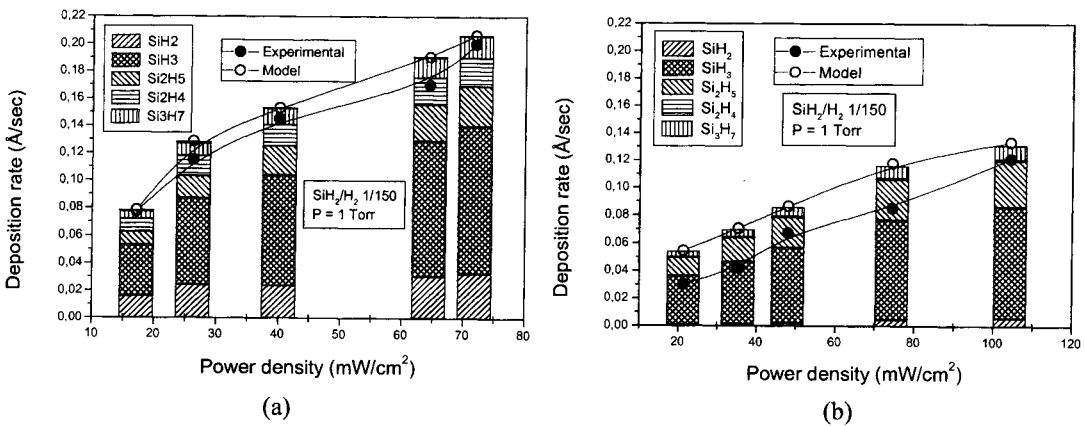 0,22
0,20
0,18
0,16
0,14
0,12
0,10
0,08
0,06
0,04
0,02
0,00
Deposition rate (Å/sec)
SiH2
SiH3
Si2H5
Si2H4
Si3H7
Experimental
Model
SiH₂/H₂ 1/150
P = 1 Torr
10 20 30 40 50 60 70 80
Power density (mW/cm²)
(a)
0,22
0,20
0,18
0,16
0,14
0,12
0,10
0,08
0,06
0,04
0,02
0,00
Deposition rate (Å/sec)
SiH₂
SiH₃
Si₂H₅
Si₂H₄
Si₃H₇
Experimental
Model
SiH₂/H₂ 1/150
P = 1 Torr
20 40 60 80 100 120
Power density (mW/cm²)
(b)